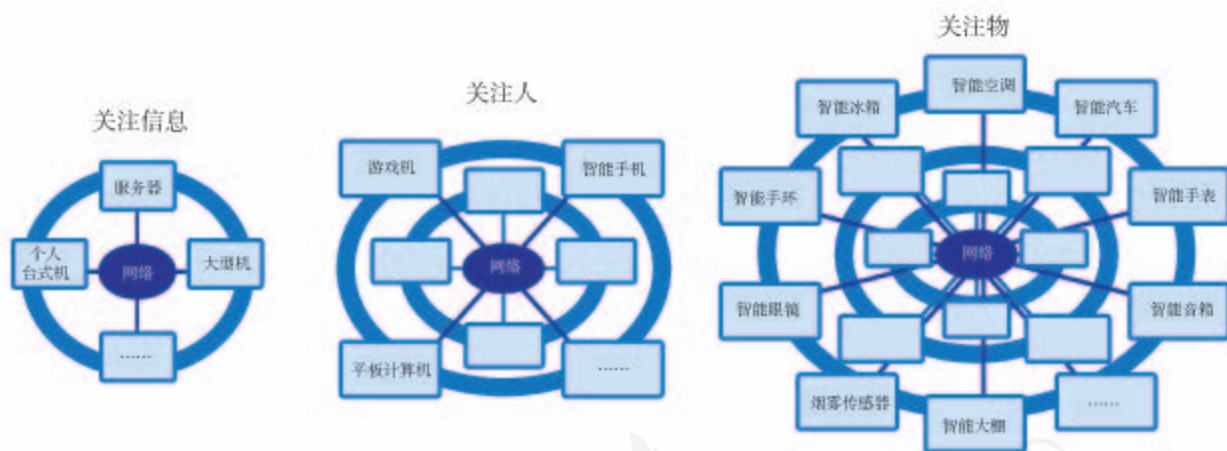 关注信息
服务器
个人
台式机
网络
大型机
……
关注人
游戏机
智能手机
网络
平板计算机
……
关注物
智能空调
智能冰箱
智能汽车
智能手环
智能手表
网络
智能眼镜
智能音箱
烟雾传感器
智能大棚
……